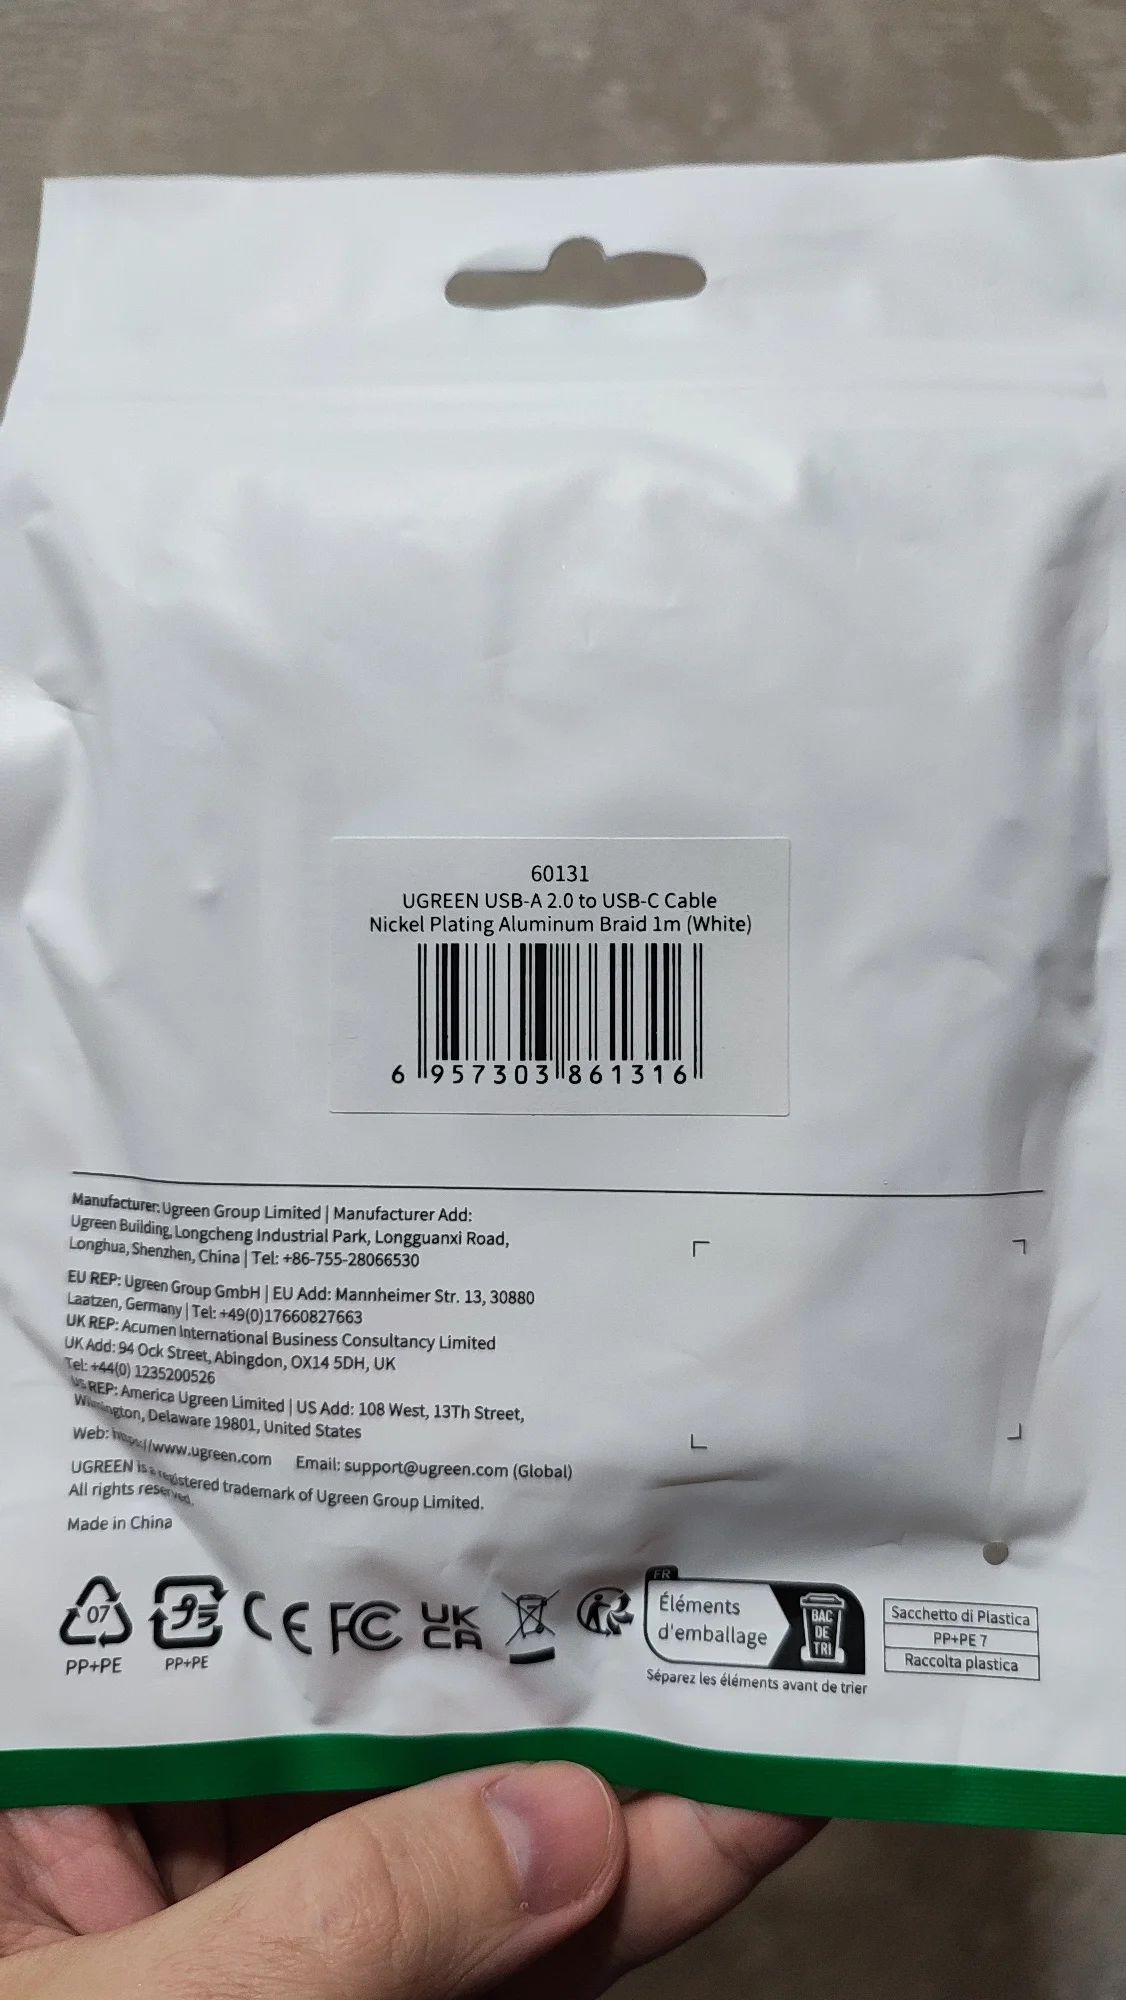 60131
UGREEN USB-A 2.0 to USB-C Cable
Nickel Plating Aluminum Braid 1m (White)
6 957303 861316
Manufacturer: Ugreen Group Limited | Manufacturer Add:
Ugreen Building, Longcheng Industrial Park, Longguanxi Road,
Longhua, Shenzhen, China | Tel: +86-755-28066530
EU REP: Ugreen Group GmbH | EU Add: Mannheimer Str. 13, 30880
Laatzen, Germany | Tel: +49(0)17660827663
UK REP: Acumen International Business Consultancy Limited
UK Add: 94 Ock Street, Abingdon, OX14 5DH, UK
Tel: +44(0) 1235200526
US REP: America Ugreen Limited | US Add: 108 West, 13Th Street,
Wilmington, Delaware 19801, United States
Web: https://www.ugreen.com Email: support@ugreen.com (Global)
UGREEN is a registered trademark of Ugreen Group Limited.
All rights reserved.
Made in China
07
PP+PE
プラ
PP+PE
CE
FC
UK
CA
FR
Éléments
d'emballage
BAC
DE
TRI
Séparez les éléments avant de trier
Sacchetto di Plastica
PP+PE 7
Raccolta plastica